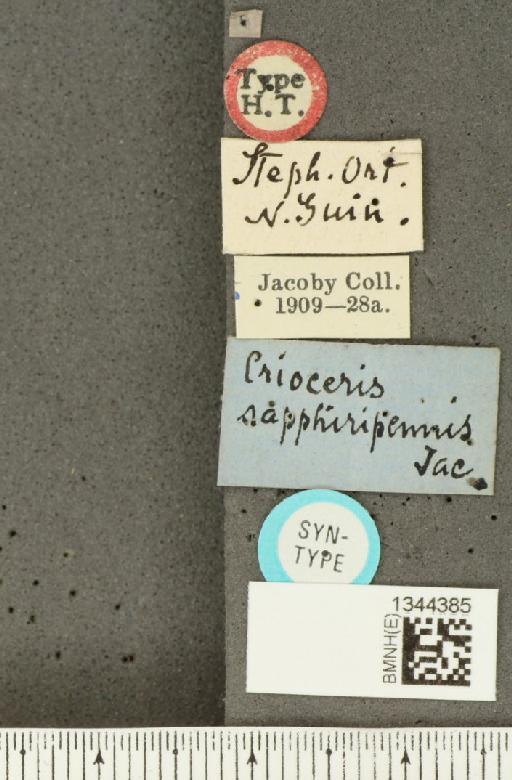 Type
H.T.
Steph. Ort.
N. Guin.
Jacoby Coll.
1909—28a.
Crioceris
sapphiripennis
Jac.
SYN-
TYPE
1344385
BMNH(E)